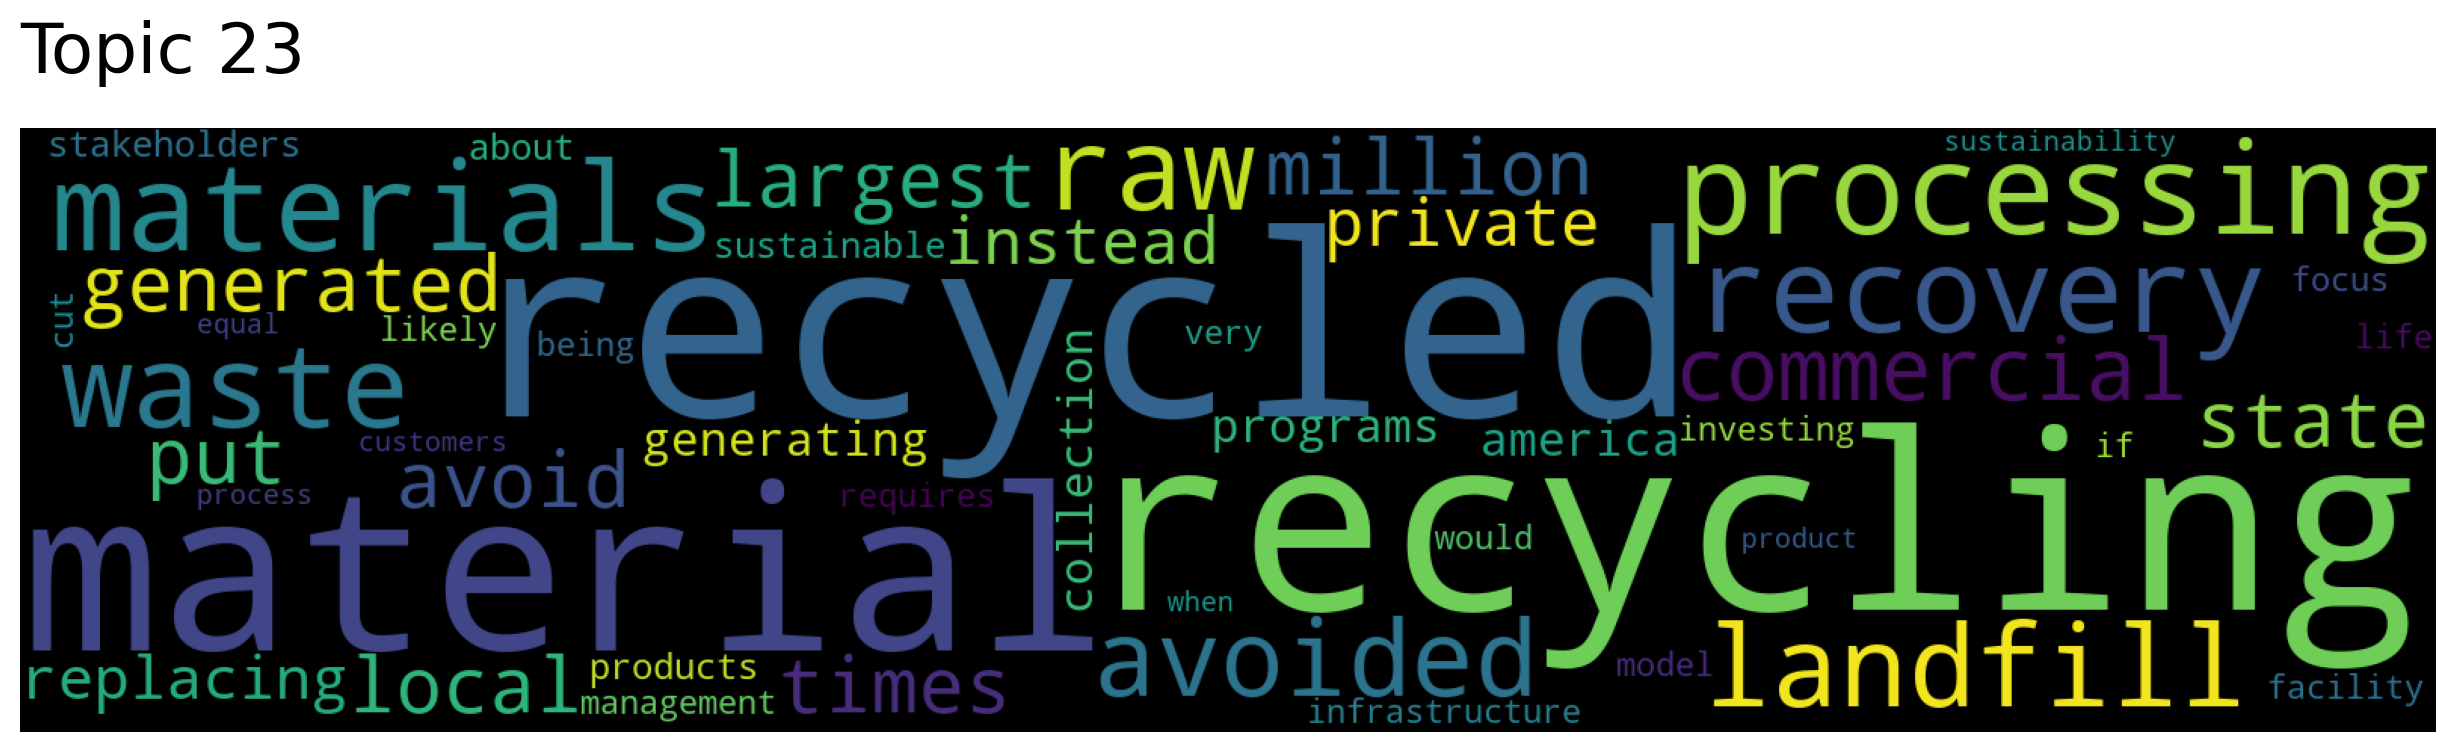 Topic 23
stakeholders
about
sustainability
materials
largest
raw
million
processing
sustainable
instead
private
generated
recycled
recovery
focus
cut
equal
likely
being
very
life
waste
collection
commercial
put
customers
avoid
generating
programs
america
investing
if
state
process
requires
material
recycling
would
product
when
replacing
local
products
management
times
avoided
infrastructure
model
landfill
facility